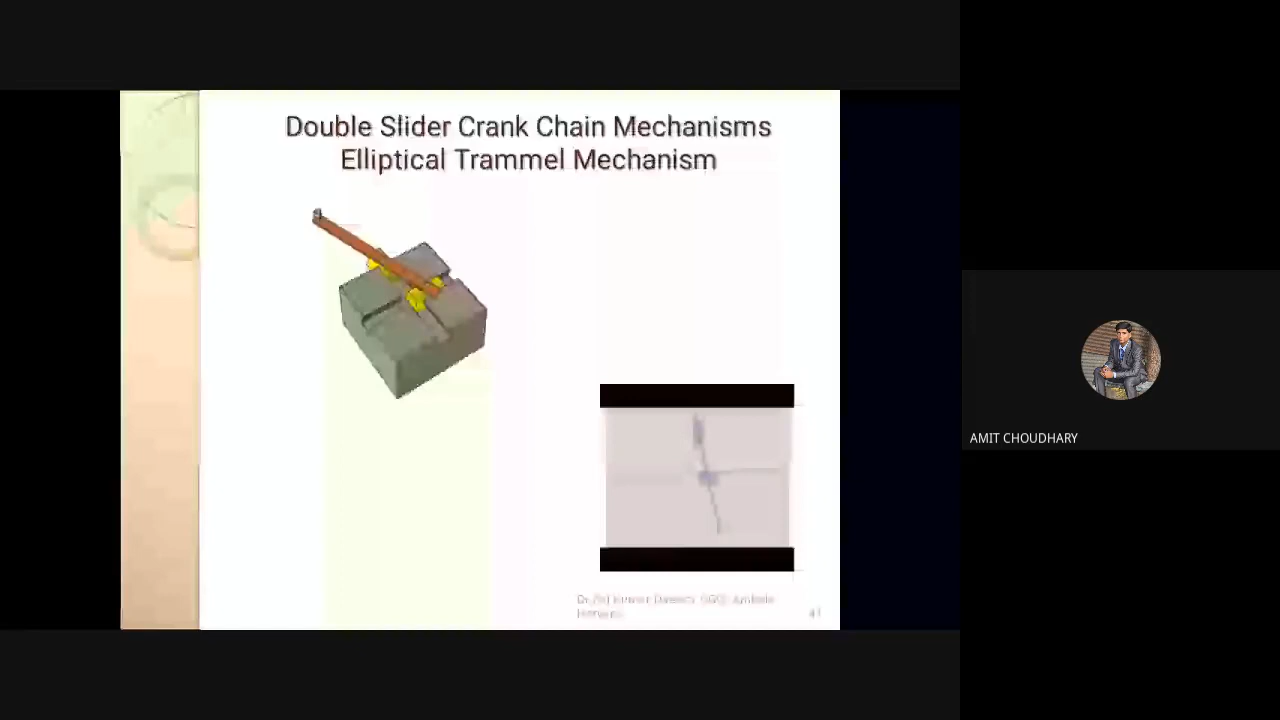 Double Slider Crank Chain Mechanisms
Elliptical Trammel Mechanism
AMIT CHOUDHARY